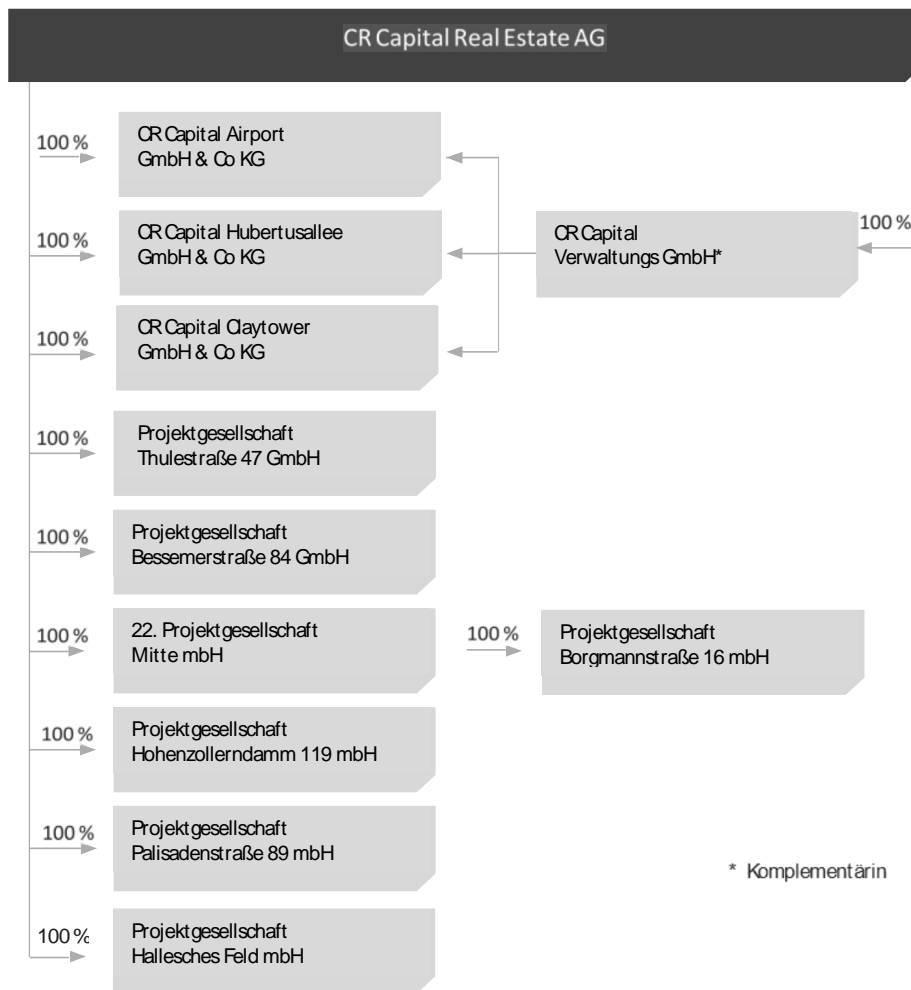 CR Capital Real Estate AG
100 %
CR Capital Airport
GmbH & Co KG
100 %
CR Capital Hubertusallee
GmbH & Co KG
CR Capital
Verwaltungs GmbH*
100 %
100 %
CR Capital Claytower
GmbH & Co KG
100 %
Projektgesellschaft
Thulestraße 47 GmbH
100 %
Projektgesellschaft
Bessemerstraße 84 GmbH
100 %
22. Projektgesellschaft
Mitte mbH
100 %
Projektgesellschaft
Borgmannstraße 16 mbH
100 %
Projektgesellschaft
Hohenzollerndamm 119 mbH
100 %
Projektgesellschaft
Palisadenstraße 89 mbH
* Komplementärin
100 %
Projektgesellschaft
Hallesches Feld mbH